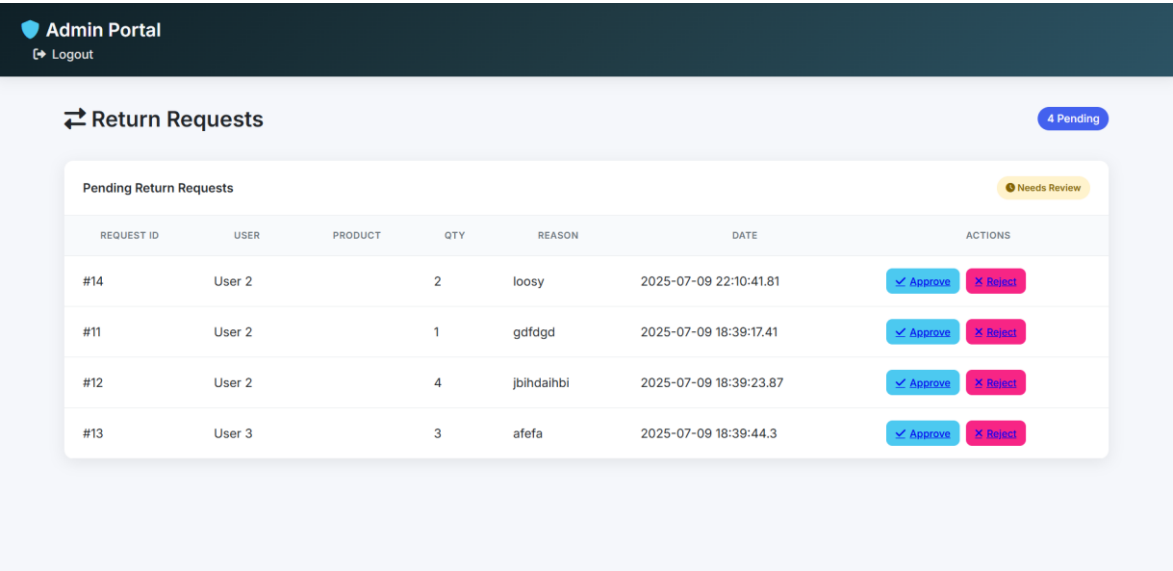 Admin Portal
Logout
Return Requests
4 Pending
Pending Return Requests
Needs Review
REQUEST ID USER PRODUCT QTY REASON DATE ACTIONS
#14 User 2 2 loosy 2025-07-09 22:10:41.81 Approve Reject
#11 User 2 1 gdfdgd 2025-07-09 18:39:17.41 Approve Reject
#12 User 2 4 jbihdaihbi 2025-07-09 18:39:23.87 Approve Reject
#13 User 3 3 afefa 2025-07-09 18:39:44.3 Approve Reject